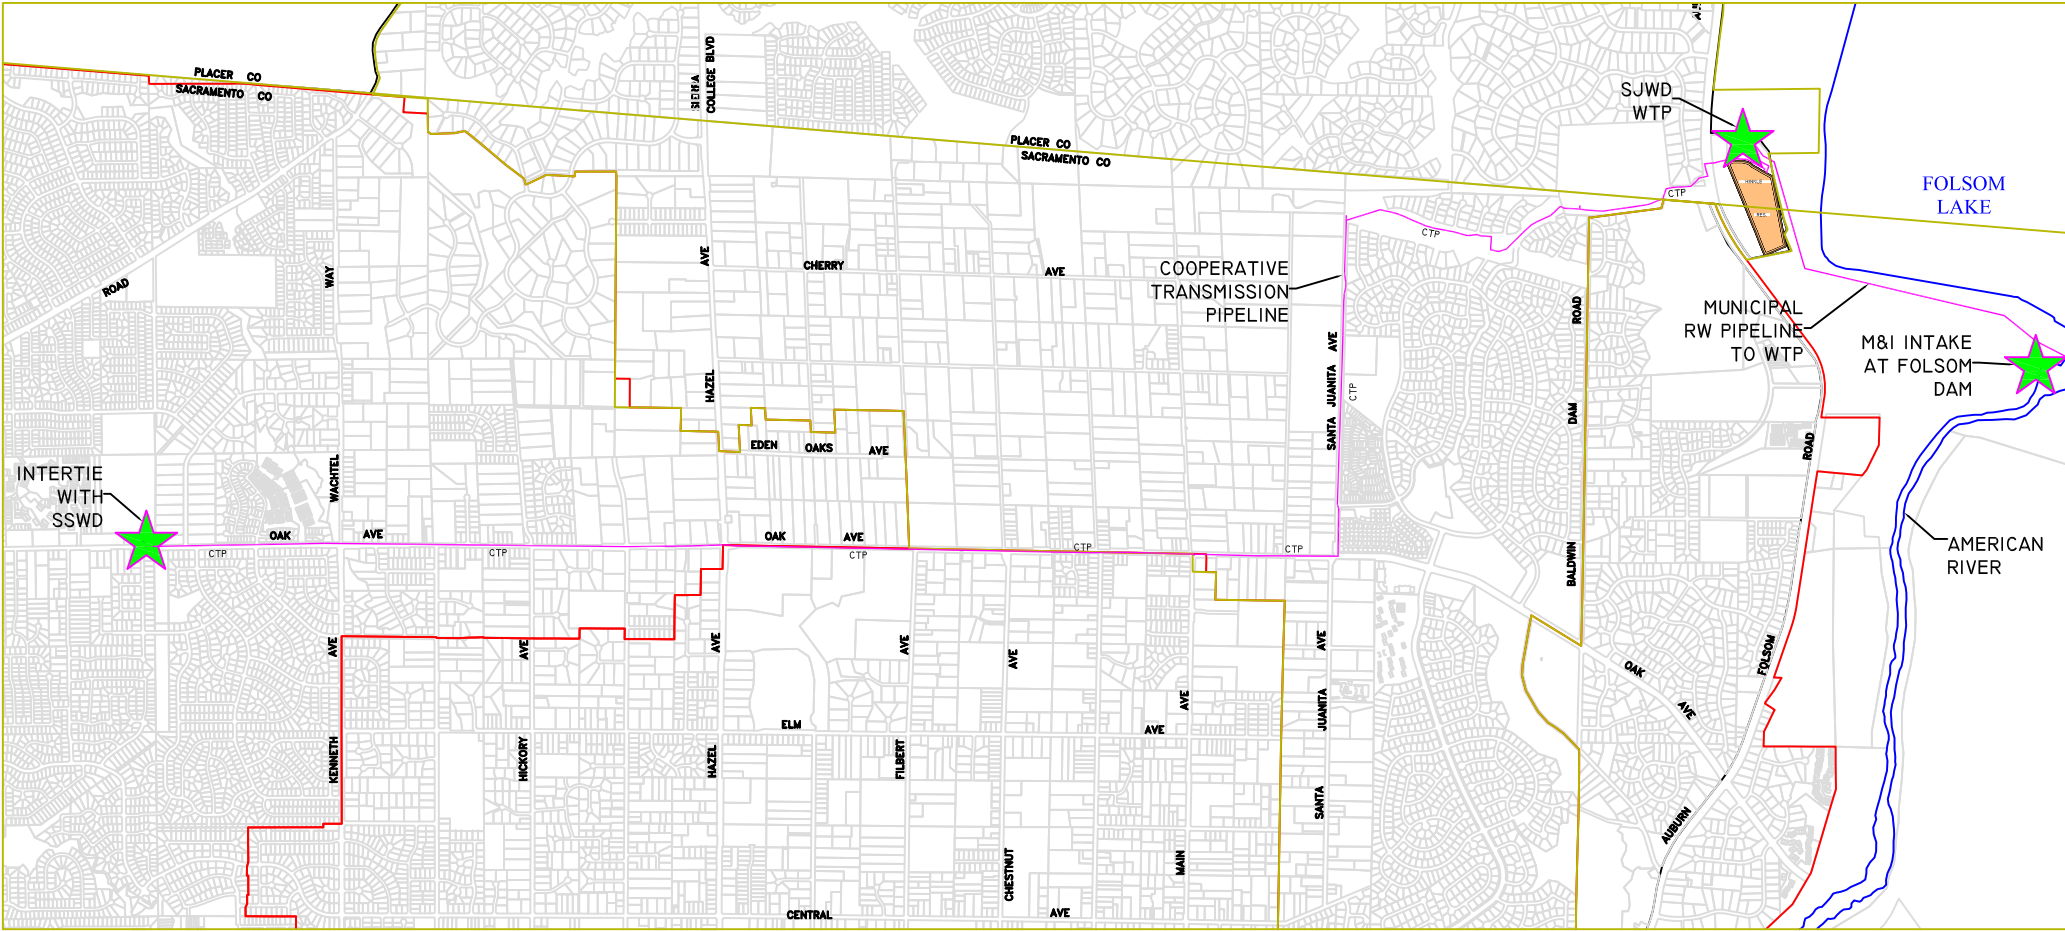 PLACER CO
SACRAMENTO CO
SIERRA
COLLEGE BLVD
PLACER CO
SACRAMENTO CO
SJWD
WTP
CTP
HINKLE
RES.
FOLSOM
LAKE
ROAD
WAY
AVE
CHERRY
AVE
COOPERATIVE
TRANSMISSION
PIPELINE
CTP
ROAD
MUNICIPAL
RW PIPELINE
TO WTP
M&I INTAKE
AT FOLSOM
DAM
HAZEL
SANTA JUANITA AVE
CTP
DAM
EDEN OAKS AVE
ROAD
INTERTIE
WITH
SSWD
WACHTEL
OAK AVE
OAK AVE
CTP
CTP
CTP
CTP
CTP
BALDWIN
AMERICAN
RIVER
AVE
AVE
AVE
AVE
AVE
AVE
AVE
OAK
AVE
FOLSOM
JUANITA
ELM
AVE
KENNETH
HICKORY
HAZEL
FILBERT
SANTA
AUBURN
CHESTNUT
MAIN
CENTRAL
AVE